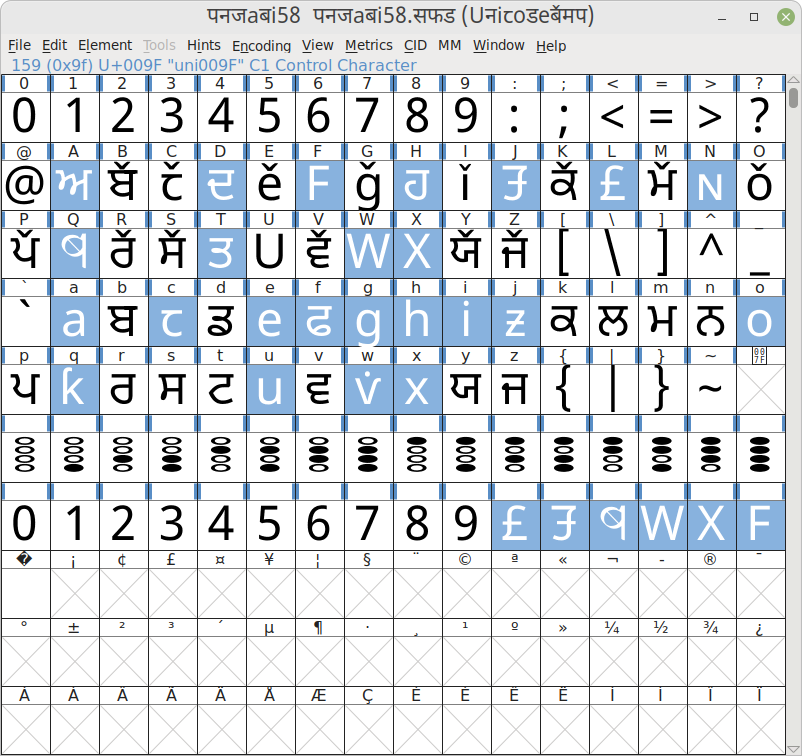 पनजaबi58 पनजaबi58.सफड
File Edit Element Tools Hints Encoding View Metrics CID MM Window Help
159 (0x9f) U+009F "uni009F" C1 Control Character
0 1 2 3 4 5 6 7 8 9 : ; < = > ?
0 1 2 3 4 5 6 7 8 9 : ; < = > ?
@ A B C D E F G H I J K L M N O
@ ਅ ਬ̌ ꞇ̌ ਦ ě F ǧ ਹ ǐ ਕ̌ £ ਮ̌ ɴ ǒ
P Q R S T U V W X Y Z [ \ ] ^ _
ਪ̌ ਰ̌ ਸ̌ ਤ U ਵ̌ W X ਯ̌ ਜ̌ [ \ ] ^ _
` a b c d e f g h i j k l m n o
` a ਬ ꞇ ਡ e ਫ g h i ƶ ਕ ਲ ਮ ਨ o
p q r s t u v w x y z { | } ~ 007F
ਪ ƙ ਰ ਸ ਟ u ਵ v̇ x ਯ ਜ { | } ~
0 1 2 3 4 5 6 7 8 9 £ W X F
� ¡ ¢ £ ¤ ¥ ¦ § ¨ © ª « ¬ - ® ¯
° ± ² ³ ´ µ ¶ · ¸ ¹ º » ¼ ½ ¾ ¿
À Á Â Ã Ä Å Æ Ç È É Ê Ë Ì Í Î Ï